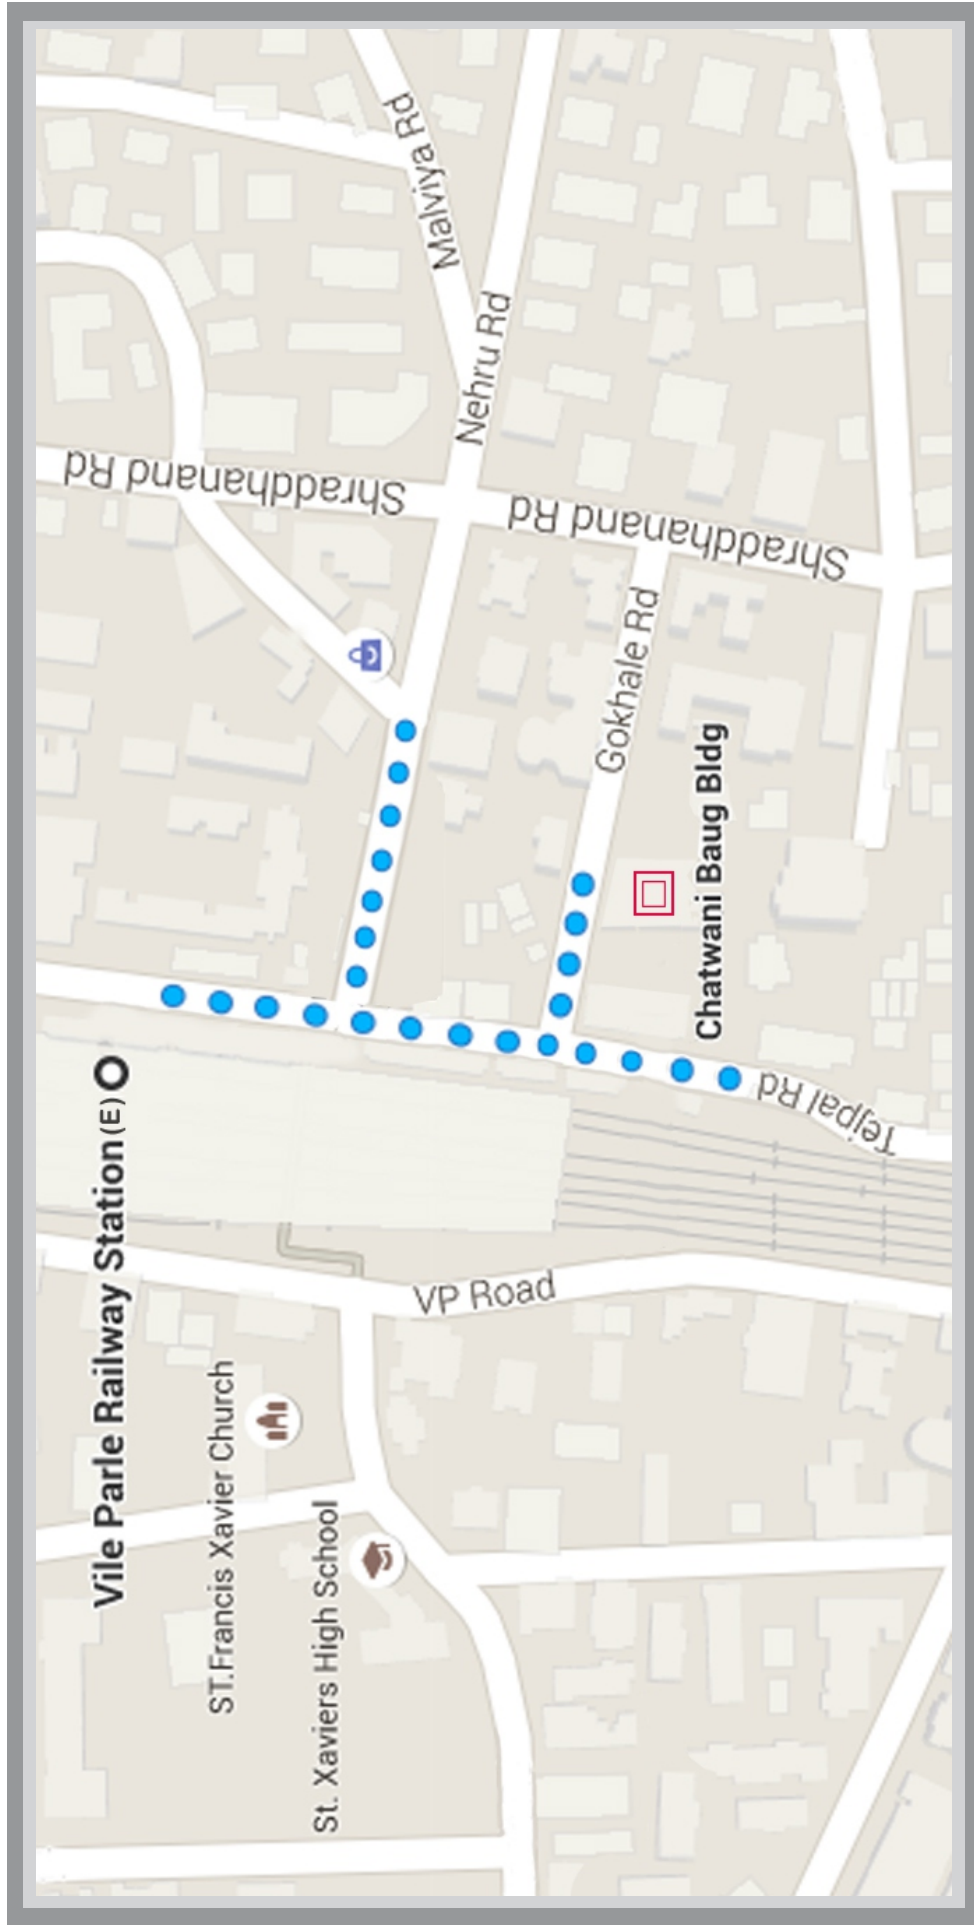 Malviya Rd
Nehru Rd
Shraddhanand Rd
Shraddhanand Rd
Gokhale Rd
Chatwani Baug Bldg
Tejpal Rd
Vile Parle Railway Station (E)
VP Road
ST.Francis Xavier Church
St. Xaviers High School